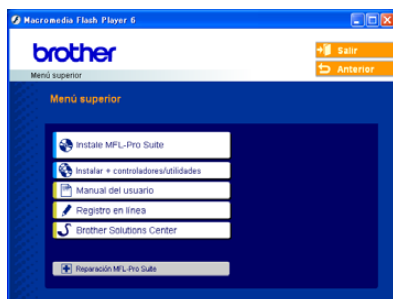 Macromedia Flash Player 6
brother
Salir
Menú superior
Anterior
Menú superior
Instale MFL-Pro Suite
Instalar + controladores/utilidades
Manual del usuario
Registro en línea
Brother Solutions Center
Reparación MFL-Pro Suite